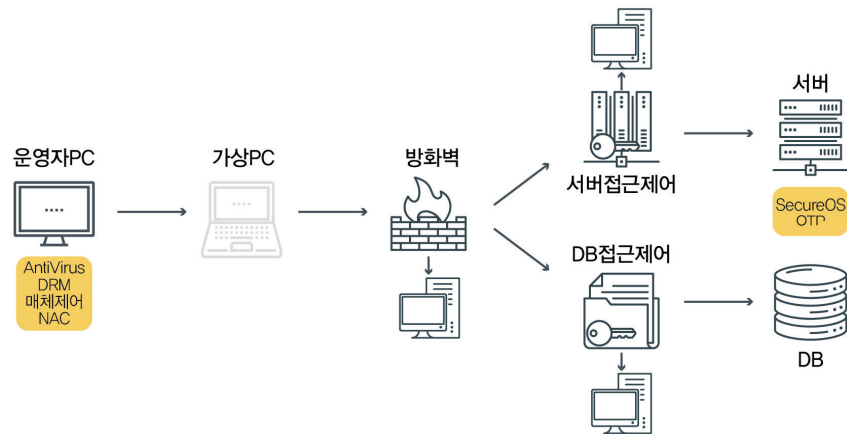 운영자PC
AntiVirus
DRM
매체제어
NAC
가상PC
방화벽
서버접근제어
DB접근제어
서버
SecureOS
OTP
DB